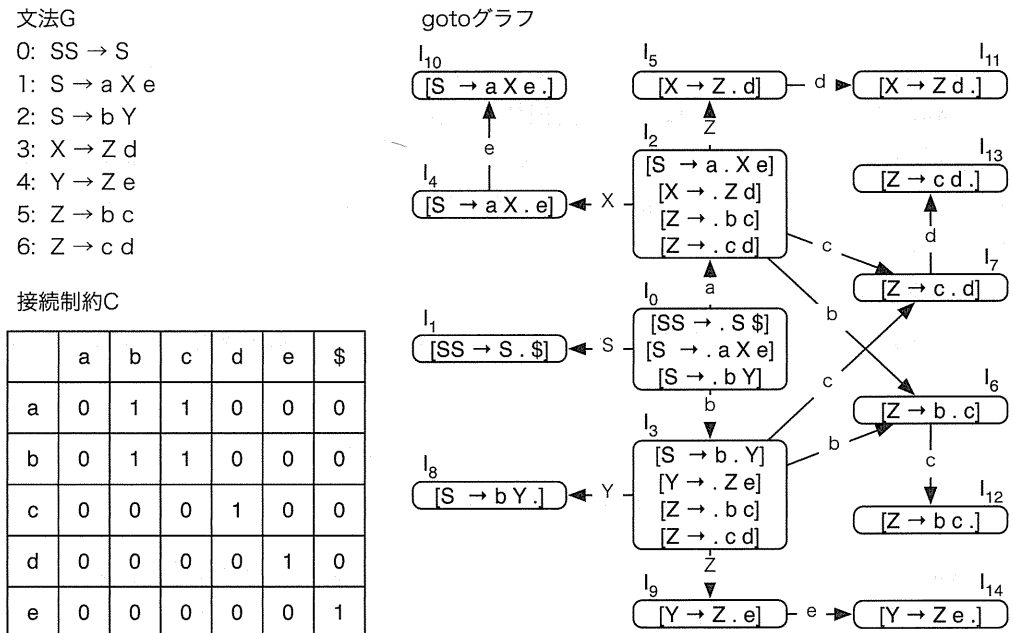 文法G
0: SS → S
1: S → a X e
2: S → b Y
3: X → Z d
4: Y → Z e
5: Z → b c
6: Z → c d
接続制約C
a b c d e $
a 0 1 1 0 0 0
b 0 1 1 0 0 0
c 0 0 0 1 0 0
d 0 0 0 0 1 0
e 0 0 0 0 0 1
gotoグラフ
I10
[S → a X e .]
e
I4
[S → a X . e]
X
I1
[SS → S . $]
S
I8
[S → b Y .]
Y
I5
[X → Z . d]
d
Z
I2
[S → a . X e]
[X → . Z d]
[Z → . b c]
[Z → . c d]
c
b
a
I0
[SS → . S $]
[S → . a X e]
[S → . b Y]
b
c
b
I3
[S → b . Y]
[Y → . Z e]
[Z → . b c]
[Z → . c d]
Z
I9
[Y → Z . e]
e
I11
[X → Z d .]
I13
[Z → c d .]
d
I7
[Z → c . d]
I6
[Z → b . c]
c
I12
[Z → b c .]
I14
[Y → Z e .]